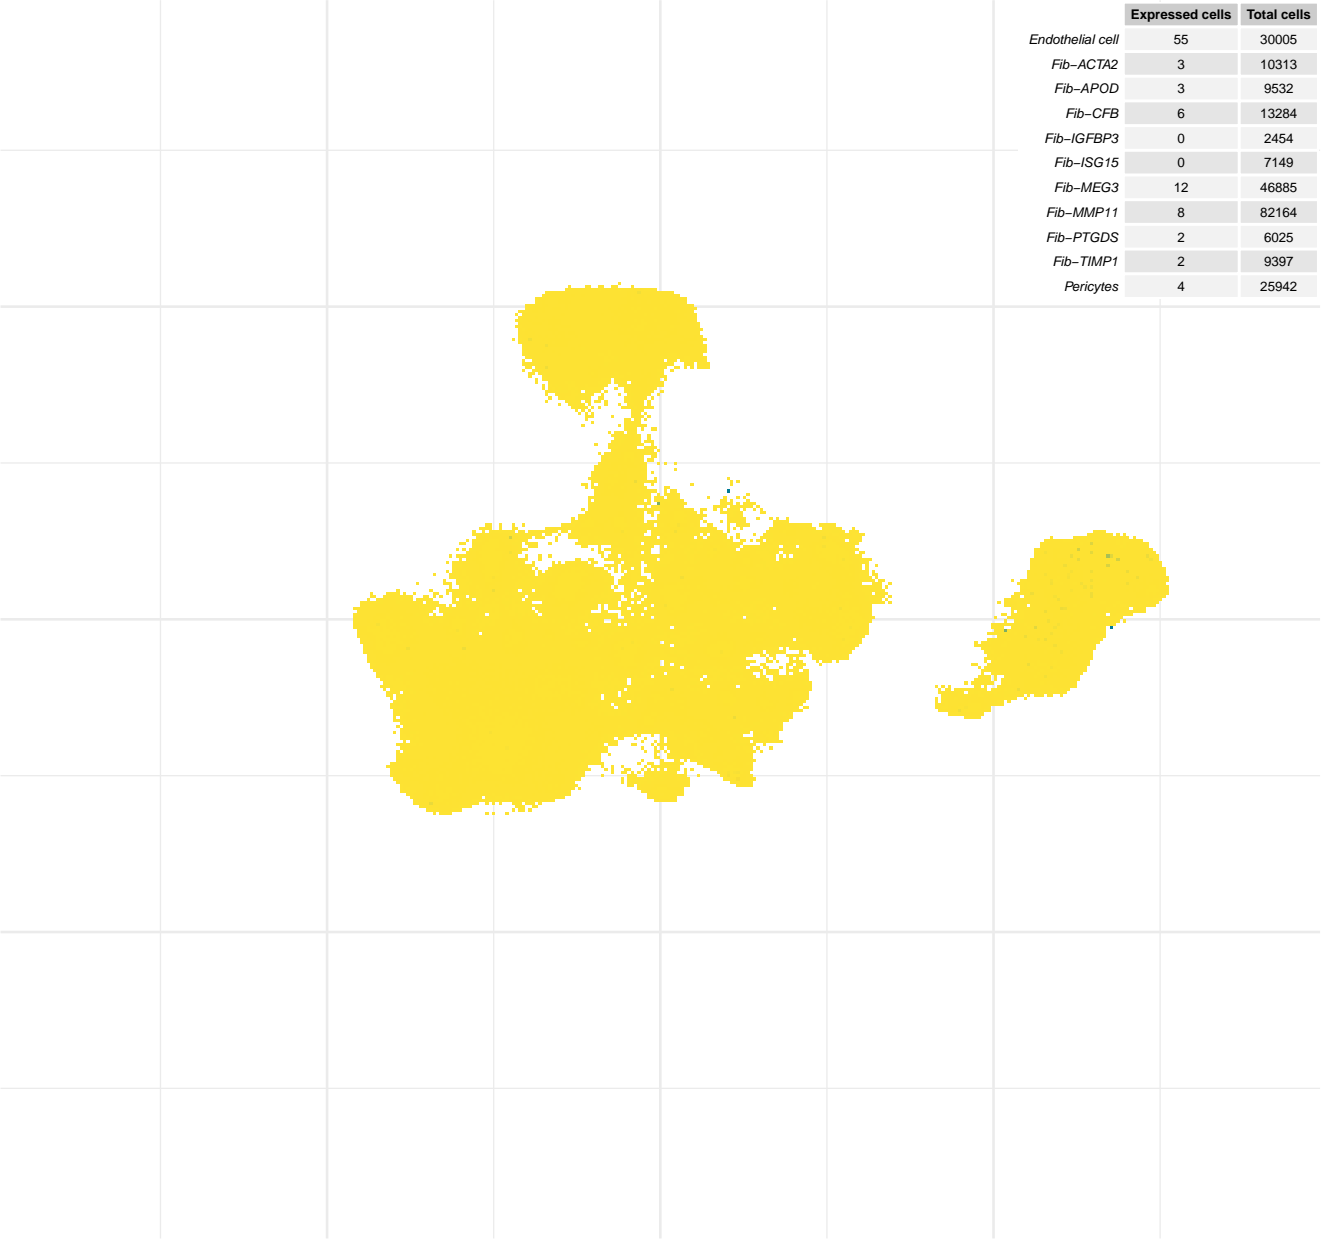 Expressed cells Total cells
Endothelial cell 55 30005
Fib−ACTA2 3 10313
Fib−APOD 3 9532
Fib−CFB 6 13284
Fib−IGFBP3 0 2454
Fib−ISG15 0 7149
Fib−MEG3 12 46885
Fib−MMP11 8 82164
Fib−PTGDS 2 6025
Fib−TIMP1 2 9397
Pericytes 4 25942